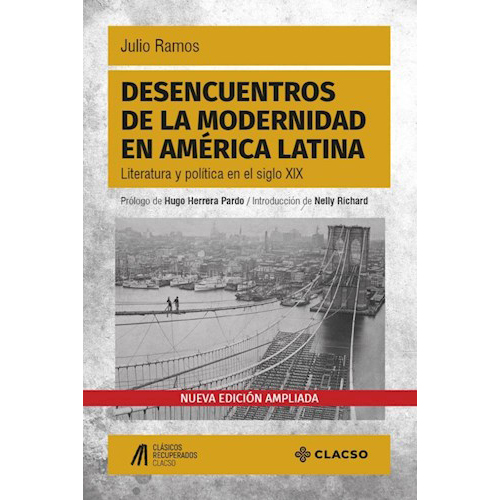 Julio Ramos
DESENCUENTROS
DE LA MODERNIDAD
EN AMÉRICA LATINA
Literatura y política en el siglo XIX
Prólogo de Hugo Herrera Pardo / Introducción de Nelly Richard
NUEVA EDICIÓN AMPLIADA
CLÁSICOS
RECUPERADOS
CLACSO
CLACSO